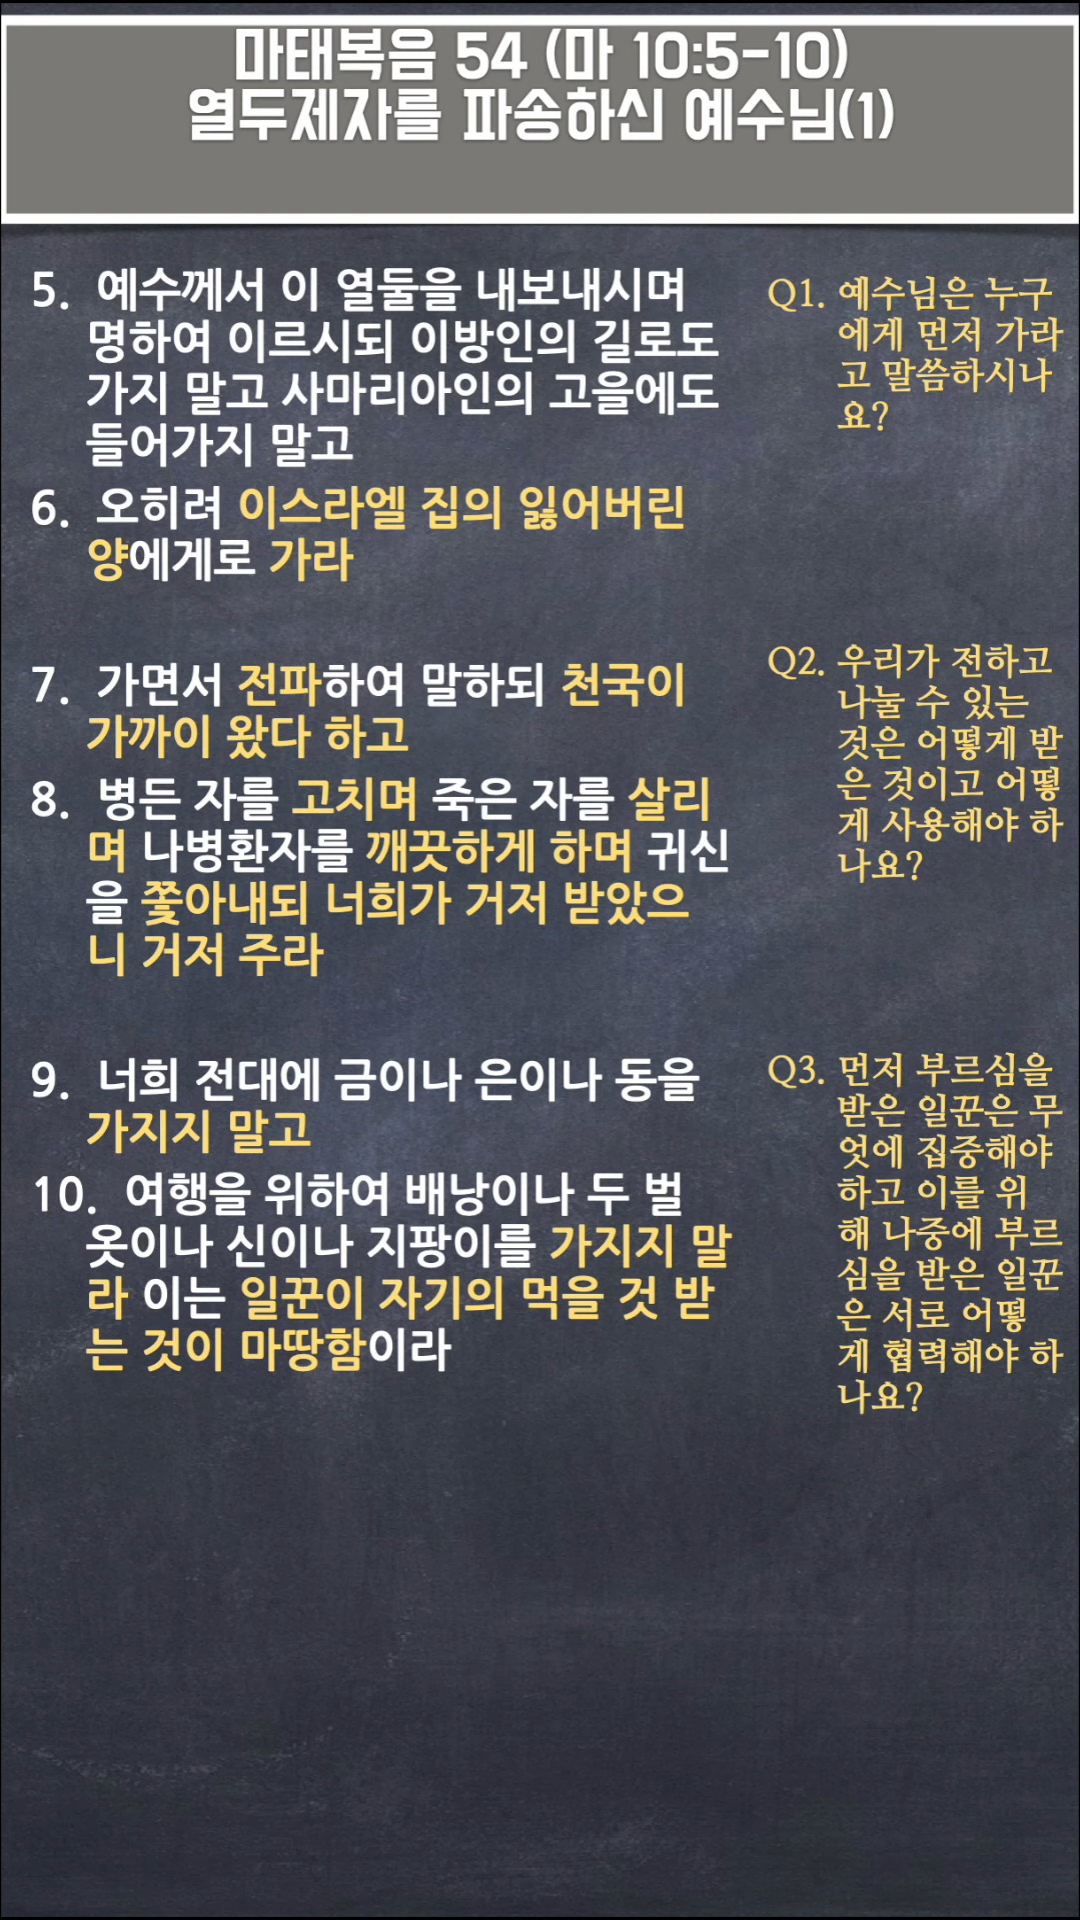 마태복음 54 (마 10:5-10)
열두제자를 파송하신 예수님(1)
5. 예수께서 이 열둘을 내보내시며
명하여 이르시되 이방인의 길로도
가지 말고 사마리아인의 고을에도
들어가지 말고
6. 오히려 이스라엘 집의 잃어버린
양에게로 가라
7. 가면서 전파하여 말하되 천국이
가까이 왔다 하고
8. 병든 자를 고치며 죽은 자를 살리
며 나병환자를 깨끗하게 하며 귀신
을 쫓아내되 너희가 거저 받았으
니 거저 주라
9. 너희 전대에 금이나 은이나 동을
가지지 말고
10. 여행을 위하여 배낭이나 두 벌
옷이나 신이나 지팡이를 가지지 말
라 이는 일꾼이 자기의 먹을 것 받
는 것이 마땅함이라
Q1. 예수님은 누구
에게 먼저 가라
고 말씀하시나
요?
Q2. 우리가 전하고
나눌 수 있는
것은 어떻게 받
은 것이고 어떻
게 사용해야 하
나요?
Q3. 먼저 부르심을
받은 일꾼은 무
엇에 집중해야
하고 이를 위
해 나중에 부르
심을 받은 일꾼
은 서로 어떻
게 협력해야 하
나요?